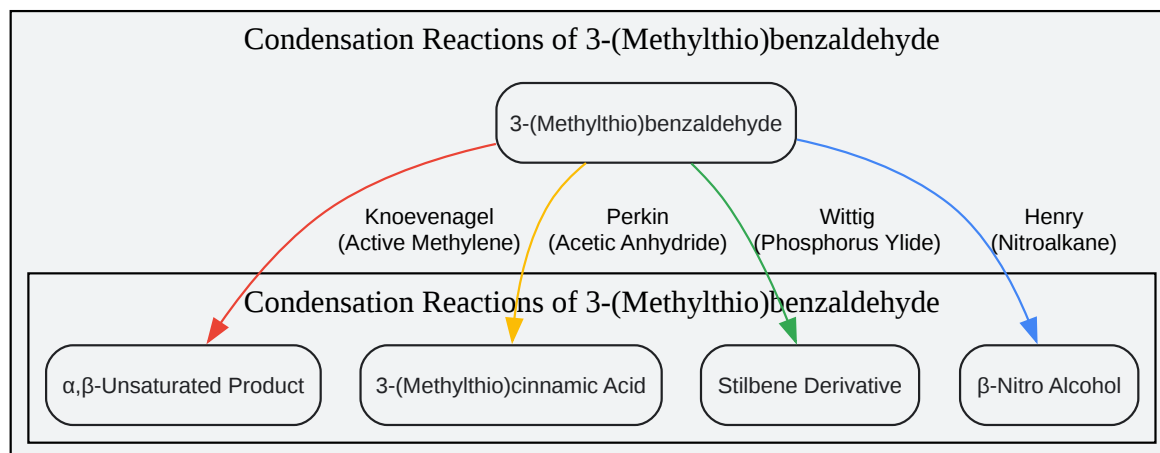 Condensation Reactions of 3-(Methylthio)benzaldehyde
3-(Methylthio)benzaldehyde
Knoevenagel
(Active Methylene)
Perkin
(Acetic Anhydride)
Wittig
(Phosphorus Ylide)
Henry
(Nitroalkane)
Condensation Reactions of 3-(Methylthio)benzaldehyde
α,β-Unsaturated Product
3-(Methylthio)cinnamic Acid
Stilbene Derivative
β-Nitro Alcohol